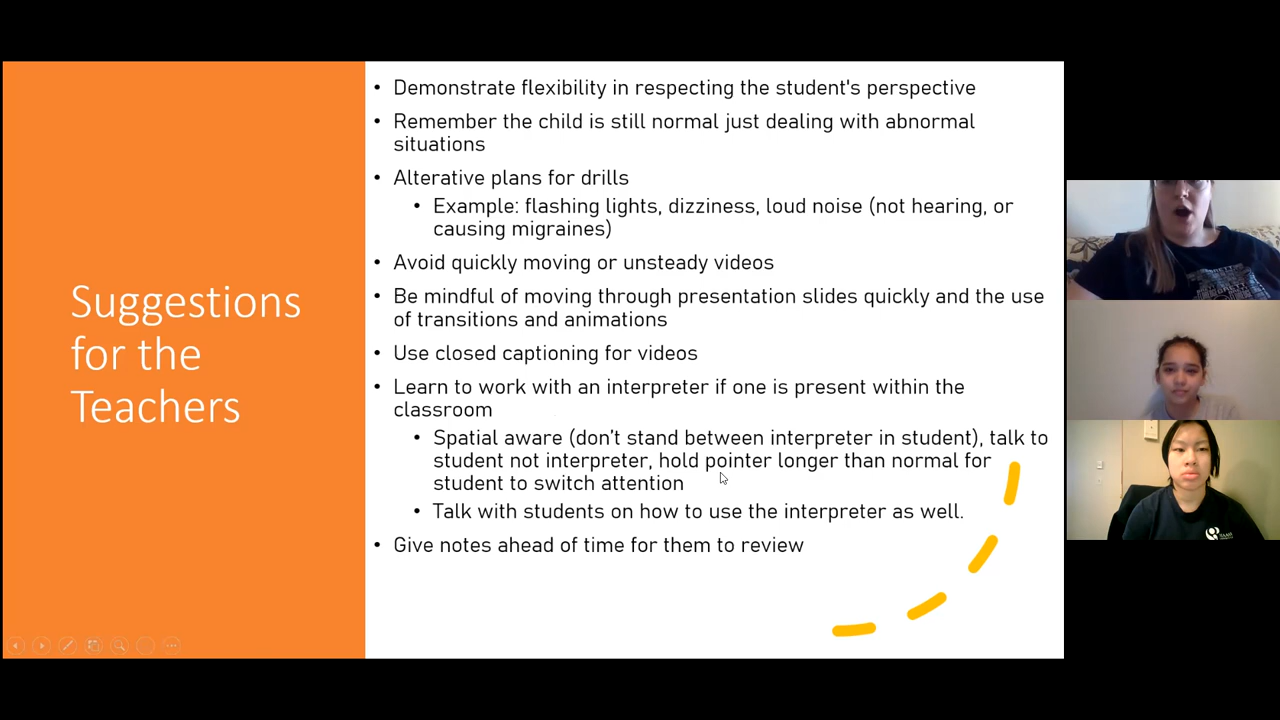 Suggestions
for the
Teachers
• Demonstrate flexibility in respecting the student's perspective
• Remember the child is still normal just dealing with abnormal
situations
• Alterative plans for drills
• Example: flashing lights, dizziness, loud noise (not hearing, or
causing migraines)
• Avoid quickly moving or unsteady videos
• Be mindful of moving through presentation slides quickly and the use
of transitions and animations
• Use closed captioning for videos
• Learn to work with an interpreter if one is present within the
classroom
• Spatial aware (don’t stand between interpreter in student), talk to
student not interpreter, hold pointer longer than normal for
student to switch attention
• Talk with students on how to use the interpreter as well.
• Give notes ahead of time for them to review